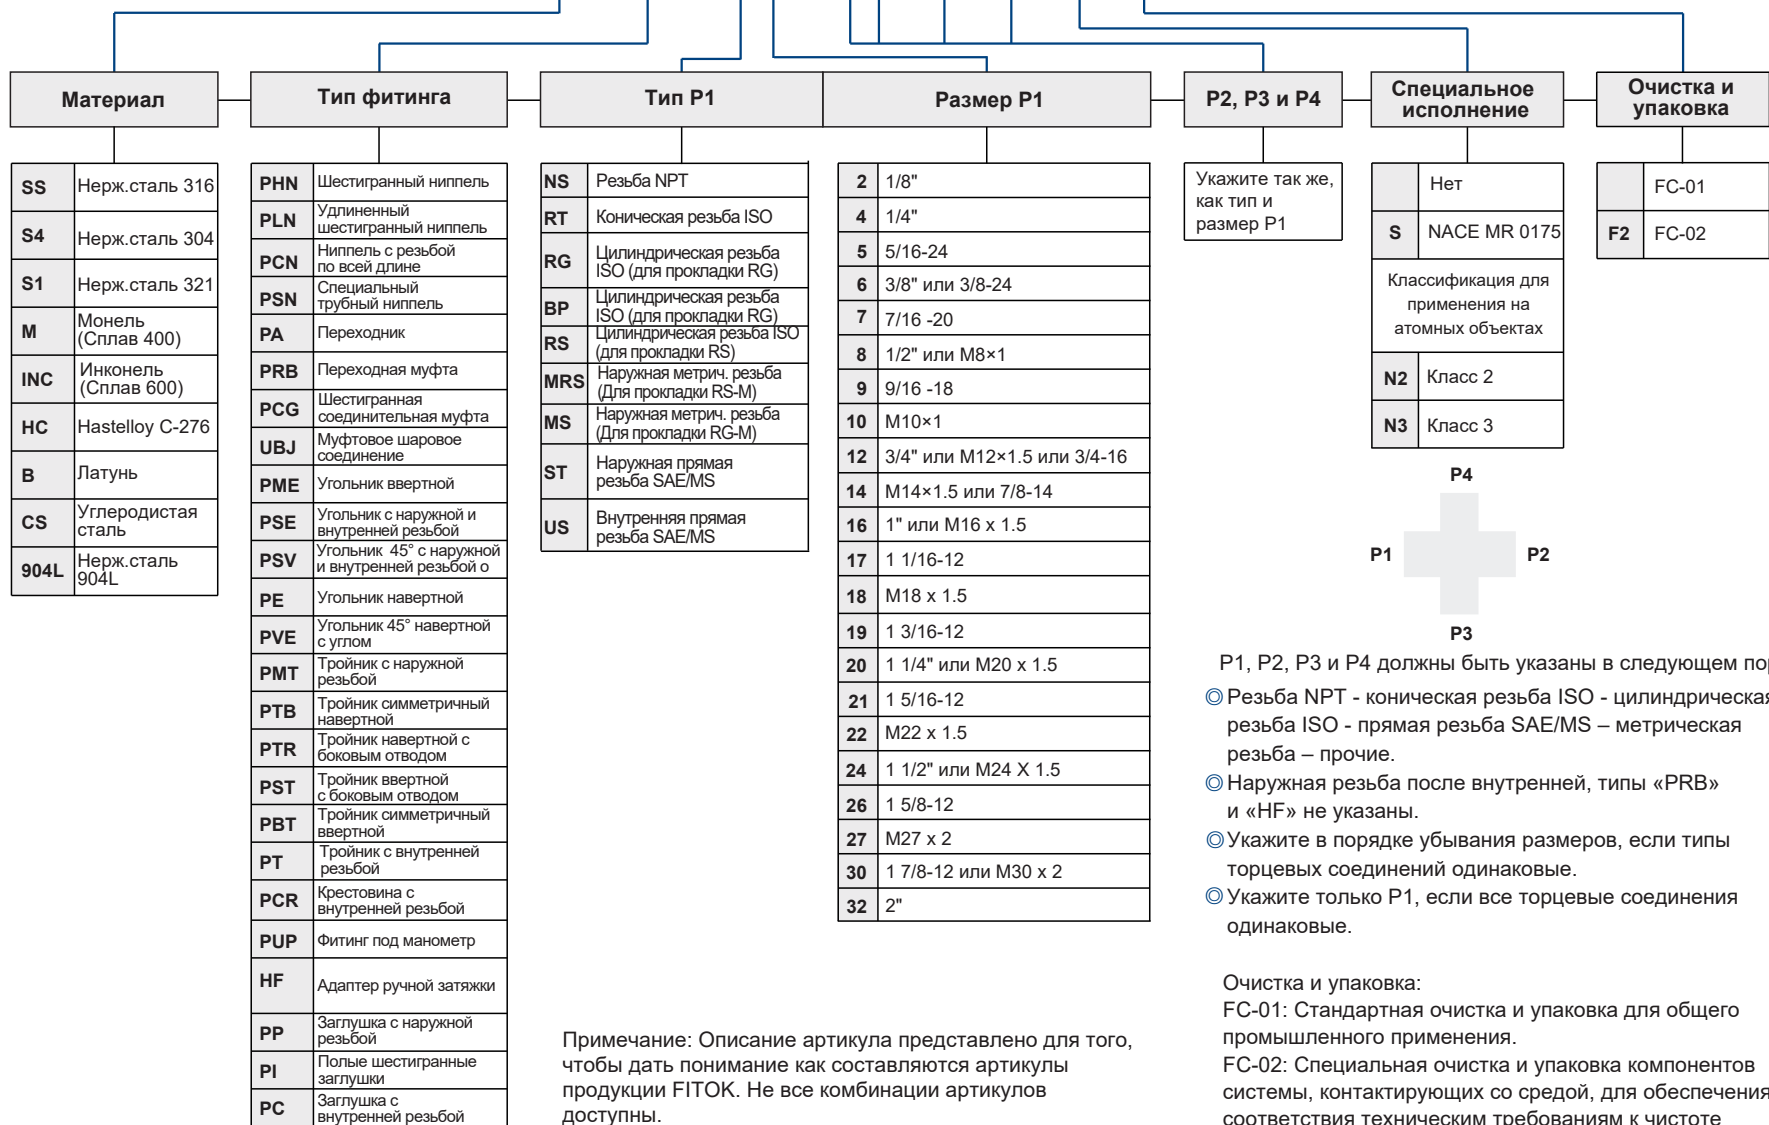 Материал
Тип фитинга
Тип P1
Размер P1
P2, P3 и P4
Специальное
исполнение
Очистка и
упаковка
SS Нерж.сталь 316
S4 Нерж.сталь 304
S1 Нерж.сталь 321
M Монель
(Сплав 400)
INC Инконель
(Сплав 600)
HC Hastelloy C-276
B Латунь
CS Углеродистая
сталь
904L Нерж.сталь
904L
PHN Шестигранный ниппель
PLN Удлиненный
шестигранный ниппель
PCN Ниппель с резьбой
по всей длине
PSN Специальный
трубный ниппель
PA Переходник
PRB Переходная муфта
PCG Шестигранная
соединительная муфта
UBJ Муфтовое шаровое
соединение
PME Угольник ввертной
PSE Угольник с наружной и
внутренней резьбой
PSV Угольник 45° с наружной
и внутренней резьбой о
PE Угольник навертной
PVE Угольник 45° навертной
с углом
PMT Тройник с наружной
резьбой
PTB Тройник симметричный
навертной
PTR Тройник навертной с
боковым отводом
PST Тройник ввертной
с боковым отводом
PBT Тройник симметричный
ввертной
PT Тройник с внутренней
резьбой
PCR Крестовина с
внутренней резьбой
PUP Фитинг под манометр
HF Адаптер ручной затяжки
PP Заглушка с наружной
резьбой
PI Полые шестигранные
заглушки
PC Заглушка с
внутренней резьбой
NS Резьба NPT
RT Коническая резьба ISO
RG Цилиндрическая резьба
ISO (для прокладки RG)
BP Цилиндрическая резьба
ISO (для прокладки RG)
RS Цилиндрическая резьба ISO
(для прокладки RS)
MRS Наружная метрич. резьба
(Для прокладки RS-M)
MS Наружная метрич. резьба
(Для прокладки RG-M)
ST Наружная прямая
резьба SAE/MS
US Внутренняя прямая
резьба SAE/MS
2 1/8"
4 1/4"
5 5/16-24
6 3/8" или 3/8-24
7 7/16 -20
8 1/2" или M8×1
9 9/16 -18
10 M10×1
12 3/4" или M12×1.5 или 3/4-16
14 M14×1.5 или 7/8-14
16 1" или M16 x 1.5
17 1 1/16-12
18 M18 x 1.5
19 1 3/16-12
20 1 1/4" или M20 x 1.5
21 1 5/16-12
22 M22 x 1.5
24 1 1/2" или M24 X 1.5
26 1 5/8-12
27 M27 x 2
30 1 7/8-12 или M30 x 2
32 2"
Укажите так же,
как тип и
размер P1
Нет
S NACE MR 0175
Классификация для
применения на
атомных объектах
N2 Класс 2
N3 Класс 3
FC-01
F2 FC-02
P4
P1 P2
P3
P1, P2, P3 и P4 должны быть указаны в следующем пор
◎ Резьба NPT - коническая резьба ISO - цилиндрическая
резьба ISO - прямая резьба SAE/MS – метрическая
резьба – прочие.
◎ Наружная резьба после внутренней, типы «PRB»
и «HF» не указаны.
◎ Укажите в порядке убывания размеров, если типы
торцевых соединений одинаковые.
◎ Укажите только P1, если все торцевые соединения
одинаковые.
Очистка и упаковка:
FC-01: Стандартная очистка и упаковка для общего
промышленного применения.
FC-02: Специальная очистка и упаковка компонентов
системы, контактирующих со средой, для обеспечения
соответствия техническим требованиям к чистоте
Примечание: Описание артикула представлено для того,
чтобы дать понимание как составляются артикулы
продукции FITOK. Не все комбинации артикулов
доступны.